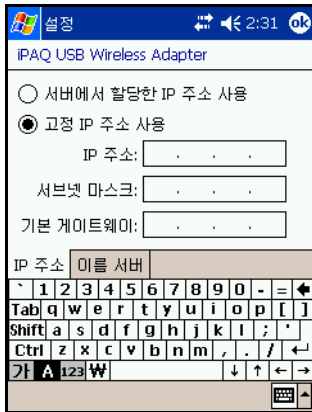 설정 2:31 ok
iPAQ USB Wireless Adapter
서버에서 할당한 IP 주소 사용
고정 IP 주소 사용
IP 주소: . . .
서브넷 마스크: . . .
기본 게이트웨이: . . .
IP 주소 이름 서버
` 1 2 3 4 5 6 7 8 9 0 - =
Tab q w e r t y u i o p [ ]
Shift a s d f g h j k l ; '
Ctrl z x c v b n m , . /
가 A 123 ₩ ↓ ↑ ← →